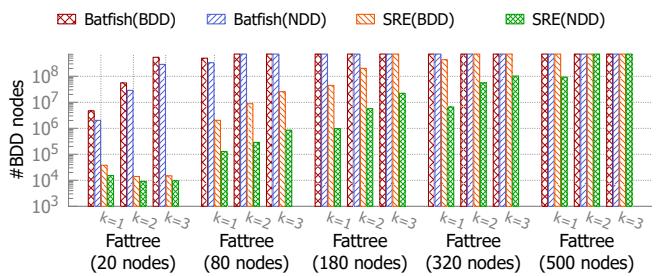 Batfish(BDD) Batfish(NDD) SRE(BDD) SRE(NDD)
#BDD nodes
10^8
10^7
10^6
10^5
10^4
10^3
k=1 k=2 k=3 k=1 k=2 k=3 k=1 k=2 k=3 k=1 k=2 k=3 k=1 k=2 k=3
Fattree Fattree Fattree Fattree Fattree
(20 nodes) (80 nodes) (180 nodes) (320 nodes) (500 nodes)